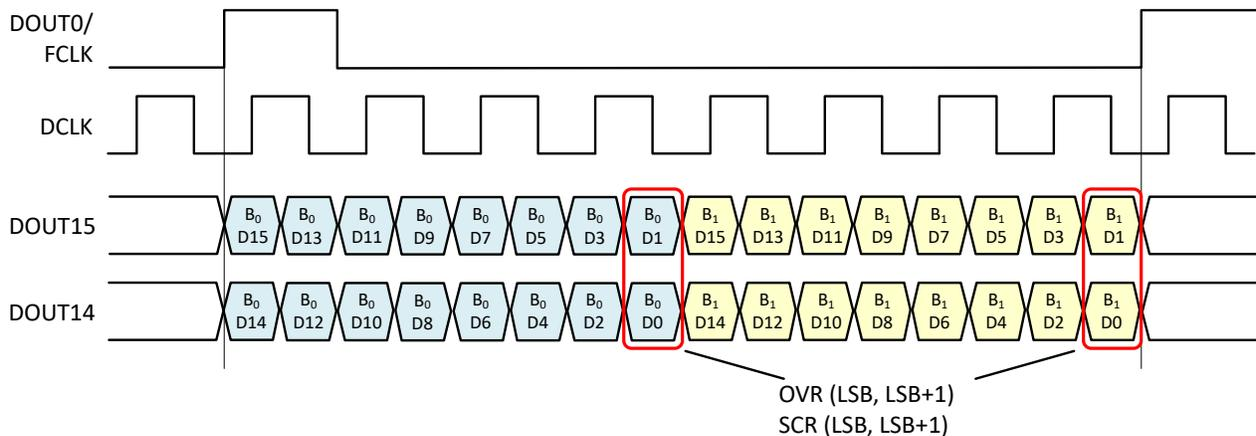 DOUT0/
FCLK
DCLK
DOUT15
B0 B0 B0 B0 B0 B0 B0 B0 B1 B1 B1 B1 B1 B1 B1 B1
D15 D13 D11 D9 D7 D5 D3 D1 D15 D13 D11 D9 D7 D5 D3 D1
DOUT14
B0 B0 B0 B0 B0 B0 B0 B0 B1 B1 B1 B1 B1 B1 B1 B1
D14 D12 D10 D8 D6 D4 D2 D0 D14 D12 D10 D8 D6 D4 D2 D0
OVR (LSB, LSB+1)
SCR (LSB, LSB+1)